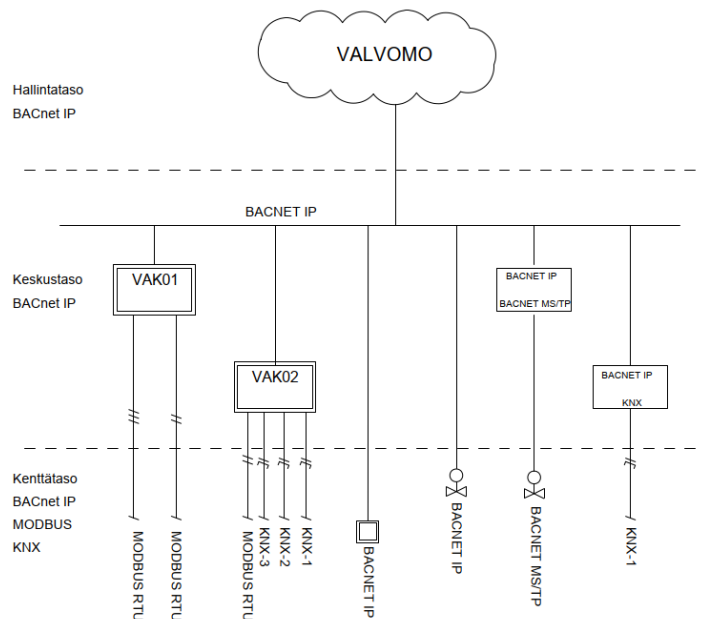 VALVOMO
Hallintataso
BACnet IP
BACNET IP
Keskustaso
BACnet IP
VAK01
BACNET IP
BACNET MS/TP
VAK02
BACNET IP
KNX
Kenttätaso
BACnet IP
MODBUS
KNX
MODBUS RTU
MODBUS RTU
MODBUS RTU
KNX-3
KNX-2
KNX-1
BACNET IP
BACNET IP
BACNET MS/TP
KNX-1